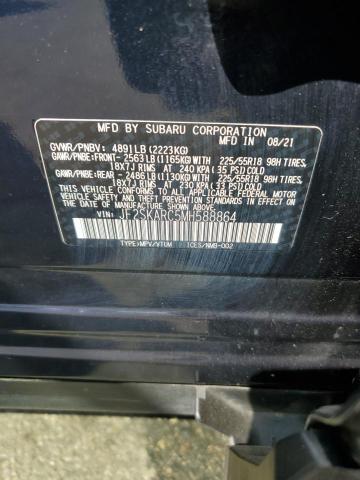 MFD BY SUBARU CORPORATION
GVWR/PNBV: 4891LB(2223KG) MFD IN 08/21
GAWR/PNBE:FRONT- 2563LB(1165KG)WITH 225/55R18 98H TIRES,
18X7J RIMS AT 240 KPA(35 PSI)COLD
GAWR/PNBE:REAR - 2486LB(1130KG)WITH 225/55R18 98H TIRES,
18X7J RIMS AT 230 KPA(33 PSI)COLD
THIS VEHICLE CONFORMS TO ALL APPLICABLE FEDERAL MOTOR
VEHICLE SAFETY AND THEFT PREVENTION STANDARDS IN EFFECT
ON THE DATE OF MANUFACTURE SHOWN ABOVE.
VIN: JF2SKARC5MH588864
TYPE:MPV/VTUM ICES/NMB-002